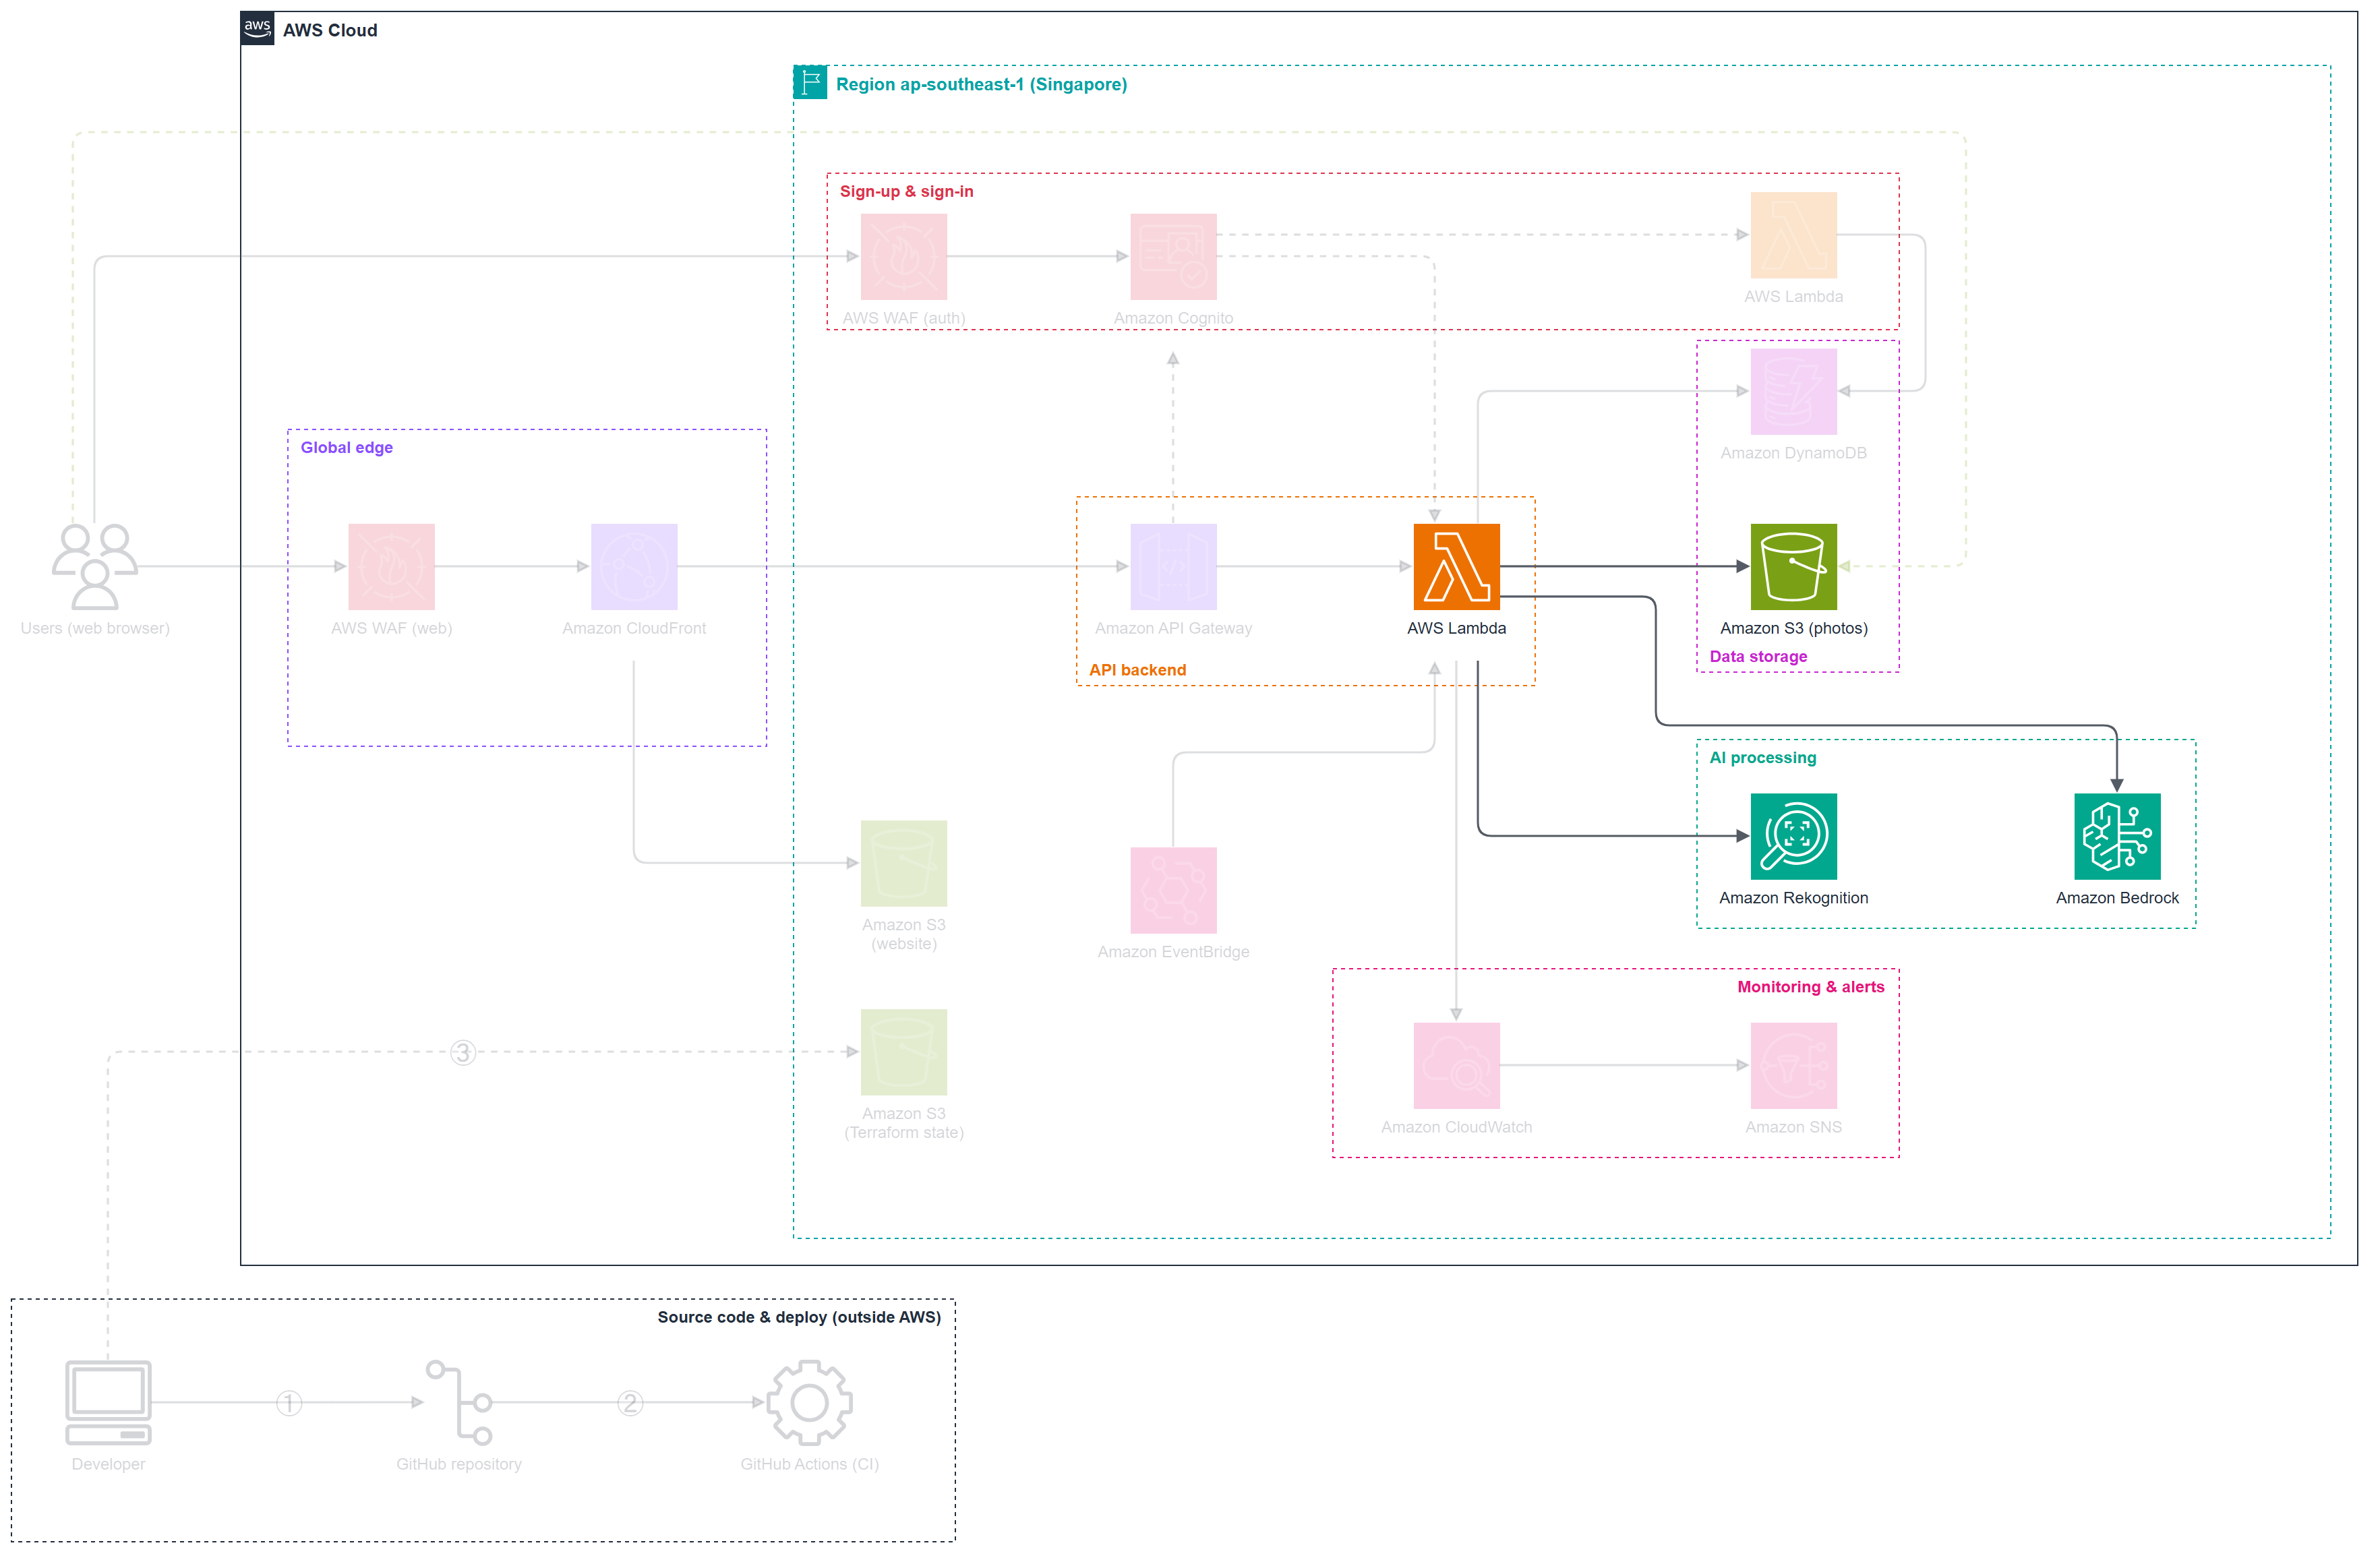 aws
AWS Cloud
Region ap-southeast-1 (Singapore)
Sign-up & sign-in
AWS WAF (auth)
Amazon Cognito
AWS Lambda
Amazon DynamoDB
Global edge
Users (web browser)
AWS WAF (web)
Amazon CloudFront
Amazon API Gateway
AWS Lambda
Amazon S3 (photos)
Data storage
API backend
AI processing
Amazon Rekognition
Amazon Bedrock
Amazon S3
(website)
Amazon EventBridge
Monitoring & alerts
③
Amazon S3
(Terraform state)
Amazon CloudWatch
Amazon SNS
Source code & deploy (outside AWS)
①
②
Developer
GitHub repository
GitHub Actions (CI)